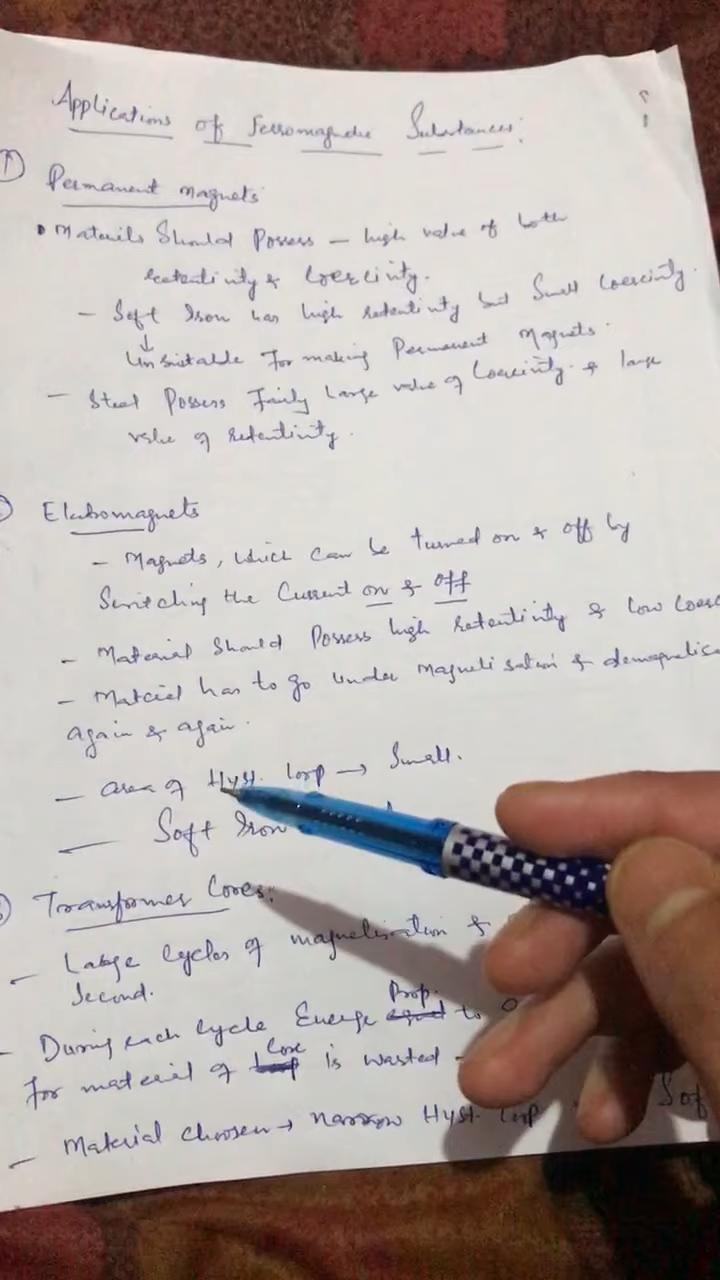 Applications of Ferromagnetic Substances:
① Permanent Magnets
• Materials Should Possess – high value of both
retentivity & Coercivity.
– Soft Iron has high retentivity but Small Coercivity.
↓
Unsuitable For making Permanent Magnets.
– Steel Possess Fairly Large value of Coercivity & large
value of retentivity.
Electromagnets
– Magnets, which can be turned on & off by
Switching the Current on & off
– Material Should Possess high retentivity & low
– Material has to go under magnetisation &
again & again.
– area of Hyst. loop → Small.
– Soft Iron
Transformer Cores:
– Large Cycles of magnetisation &
Second.
– During each cycle Energy Prop. to
For material of Core is wasted –
– Material choosen → narrow Hyst. loop